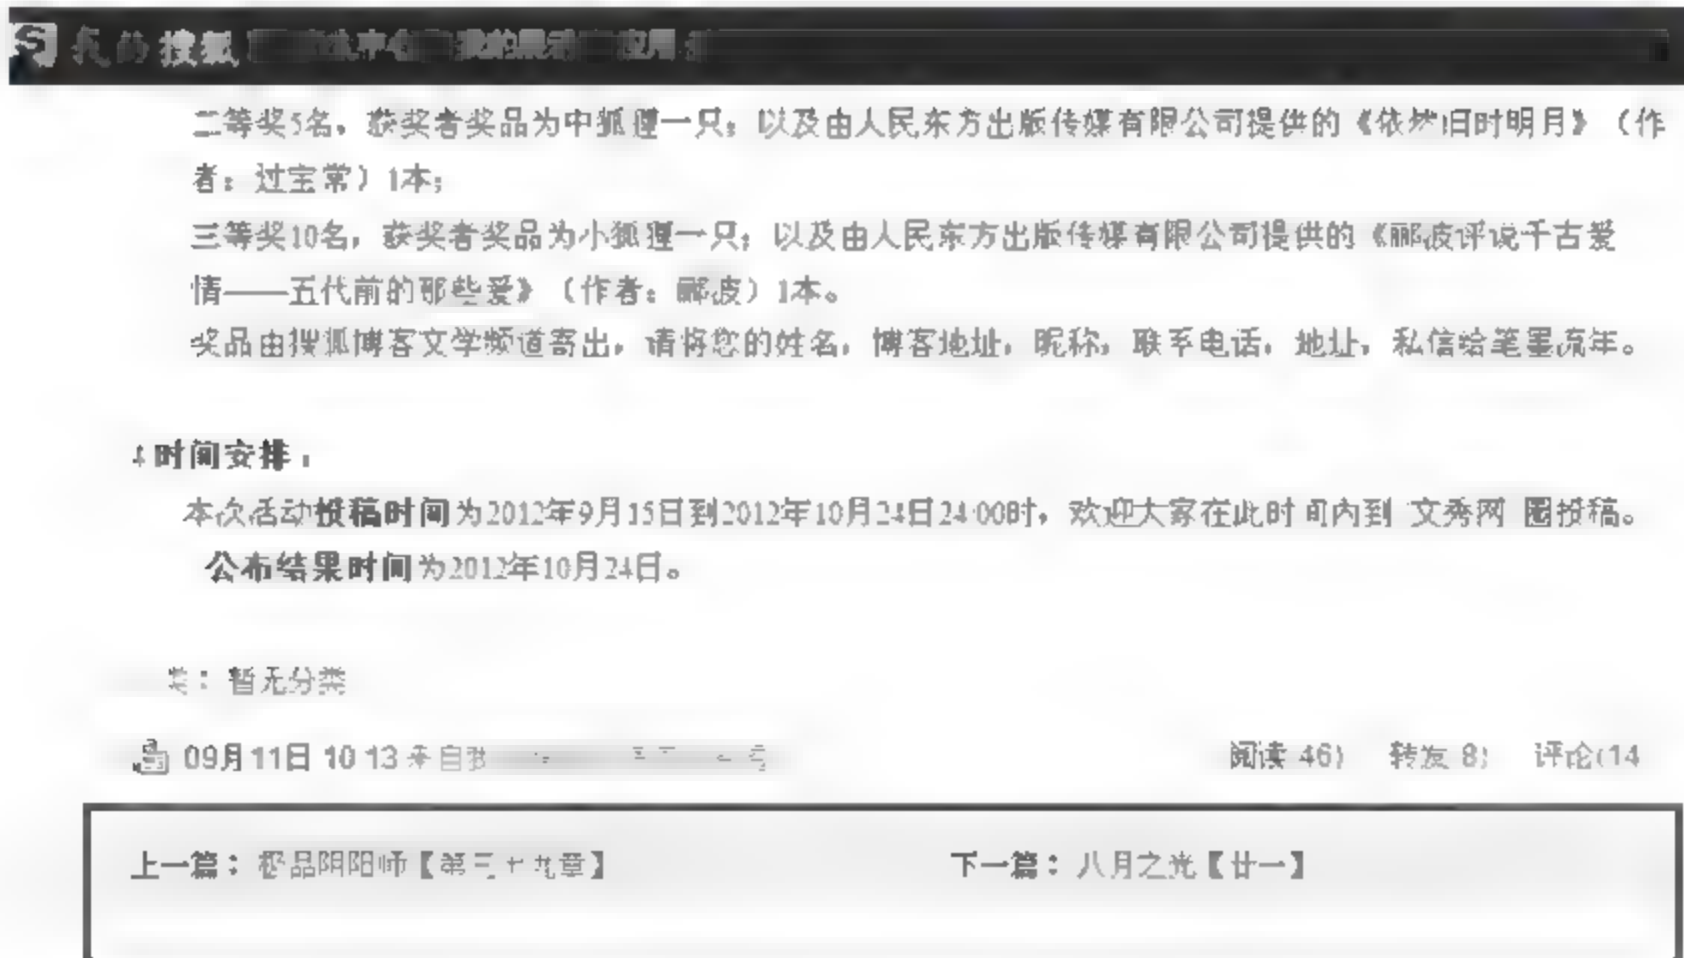 我的搜狐
二等奖5名，获奖者奖品为中狐狸一只；以及由人民东方出版传媒有限公司提供的《依然旧时明月》（作
者：过宝常）1本；
三等奖10名，获奖者奖品为小狐狸一只；以及由人民东方出版传媒有限公司提供的《郦波评说千古爱
情——五代前的那些爱》（作者：郦波）1本。
奖品由搜狐博客文学频道寄出，请将您的姓名，博客地址，昵称，联系电话，地址，私信给笔墨流年。
时间安排：
本次活动投稿时间为2012年9月15日到2012年10月24日24:00时，欢迎大家在此时间内到 文秀网 圈投稿。
公布结果时间为2012年10月24日。
类：暂无分类
09月11日 10:13 来自我
阅读 46) 转发 8) 评论(14
上一篇：极品阴阳师【第三十九章】 下一篇：八月之光【廿一】